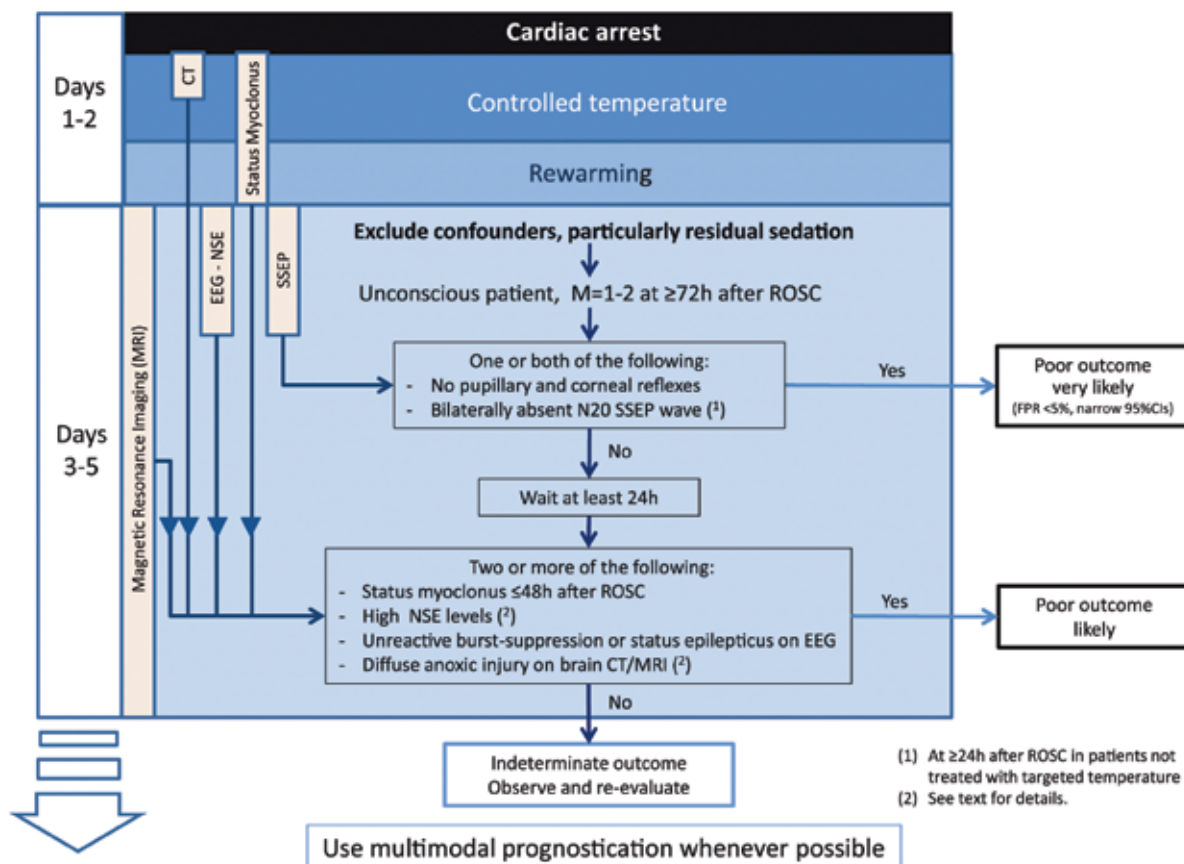 Cardiac arrest
Days
1-2
CT
Status Myoclonus
Controlled temperature
Rewarming
Days
3-5
Magnetic Resonance Imaging (MRI)
EEG - NSE
SSEP
Exclude confounders, particularly residual sedation
Unconscious patient, M=1-2 at ≥72h after ROSC
One or both of the following:
- No pupillary and corneal reflexes
- Bilaterally absent N20 SSEP wave (1)
Yes
Poor outcome
very likely
(FPR <5%, narrow 95%CIs)
No
Wait at least 24h
Two or more of the following:
- Status myoclonus ≤48h after ROSC
- High NSE levels (2)
- Unreactive burst-suppression or status epilepticus on EEG
- Diffuse anoxic injury on brain CT/MRI (2)
Yes
Poor outcome
likely
No
Indeterminate outcome
Observe and re-evaluate
(1) At ≥24h after ROSC in patients not
treated with targeted temperature
(2) See text for details.
Use multimodal prognostication whenever possible